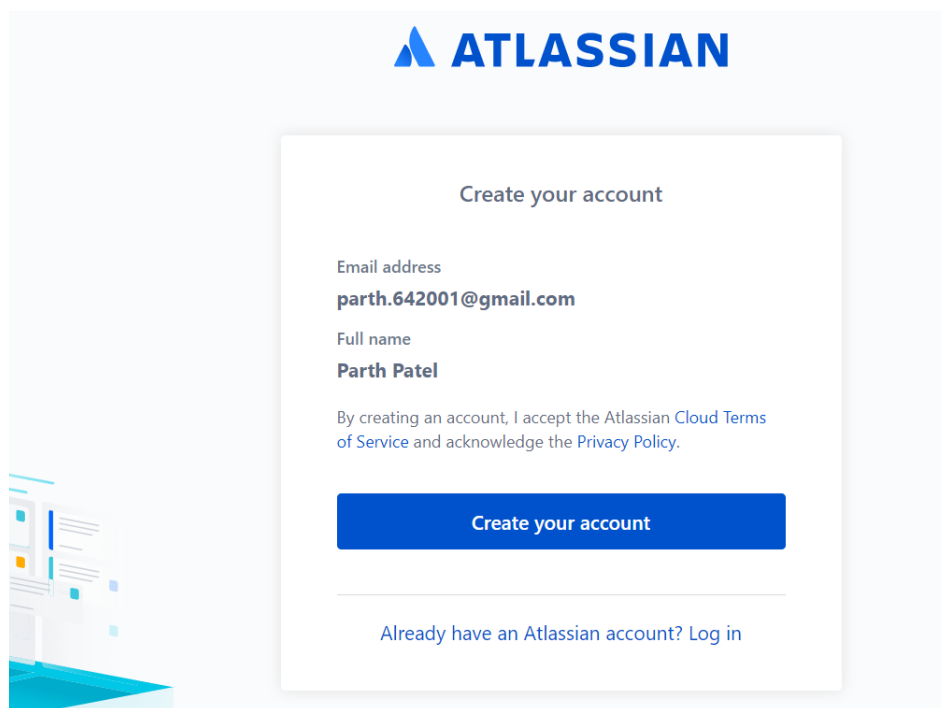 ATLASSIAN
Create your account
Email address
parth.642001@gmail.com
Full name
Parth Patel
By creating an account, I accept the Atlassian Cloud Terms
of Service and acknowledge the Privacy Policy.
Create your account
Already have an Atlassian account? Log in